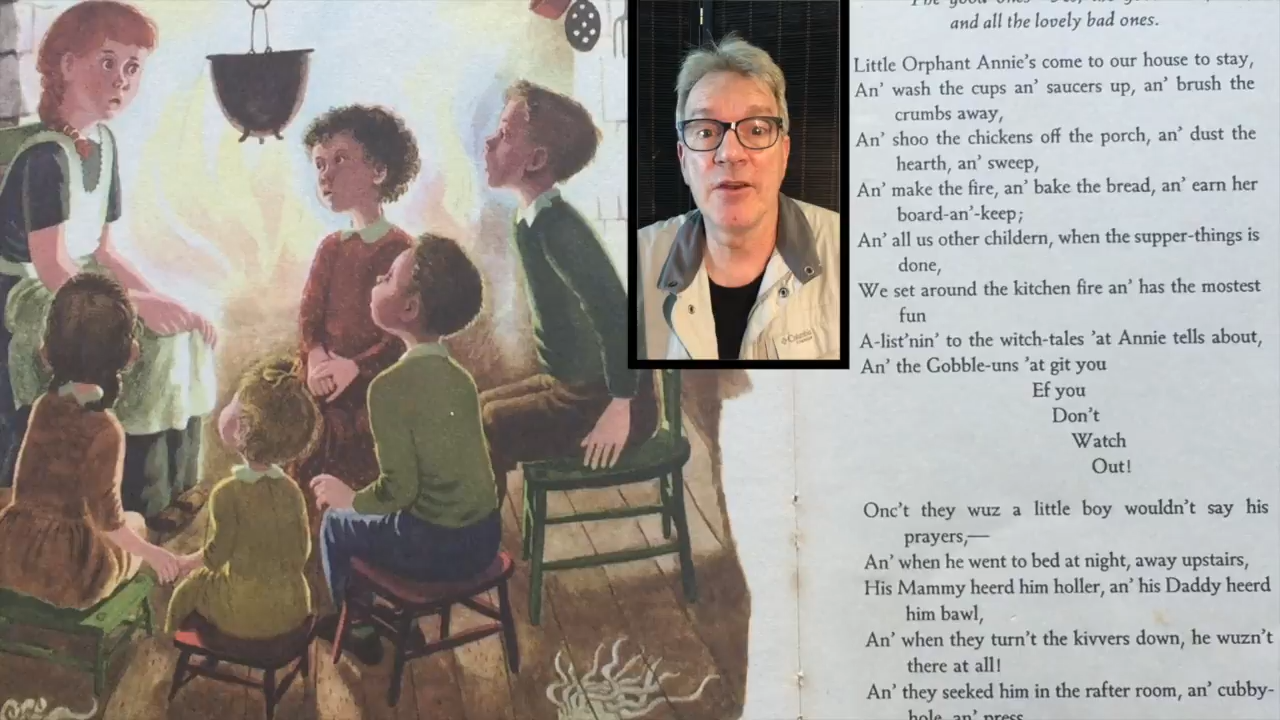 and all the lovely bad ones.
Little Orphant Annie's come to our house to stay,
An' wash the cups an' saucers up, an' brush the
crumbs away,
An' shoo the chickens off the porch, an' dust the
hearth, an' sweep,
An' make the fire, an' bake the bread, an' earn her
board-an'-keep;
An' all us other childern, when the supper-things is
done,
We set around the kitchen fire an' has the mostest
fun
A-list'nin' to the witch-tales 'at Annie tells about,
An' the Gobble-uns 'at git you
Ef you
Don't
Watch
Out!
Onc't they wuz a little boy wouldn't say his
prayers,—
An' when he went to bed at night, away upstairs,
His Mammy heerd him holler, an' his Daddy heerd
him bawl,
An' when they turn't the kivvers down, he wuzn't
there at all!
An' they seeked him in the rafter room, an' cubby-
hole, an' press
Columbia